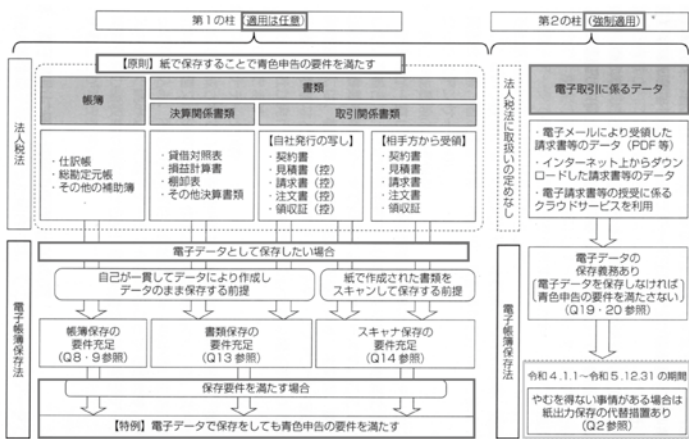 第1の柱（適用は任意）
第2の柱（強制適用）
【原則】紙で保存することで青色申告の要件を満たす
法人税法
帳簿
書類
決算関係書類
取引関係書類
・仕訳帳
・総勘定元帳
・その他の補助簿
・貸借対照表
・損益計算書
・棚卸表
・その他決算書類
【自社発行の写し】
・契約書
・見積書（控）
・請求書（控）
・注文書（控）
・領収証（控）
【相手方から受領】
・契約書
・見積書
・請求書
・注文書
・領収証
法人税法に取扱いの定めなし
電子取引に係るデータ
・電子メールにより受領した
請求書等のデータ（PDF等）
・インターネット上からダウン
ロードした請求書等のデータ
・電子請求書等の授受に係る
クラウドサービスを利用
電子帳簿保存法
電子データとして保存したい場合
自己が一貫してデータにより作成し
データのまま保存する前提
紙で作成された書類を
スキャンして保存する前提
帳簿保存の
要件充足
（Q8・9参照）
書類保存の
要件充足
（Q13参照）
スキャナ保存の
要件充足
（Q14参照）
保存要件を満たす場合
【特例】電子データで保存をしても青色申告の要件を満たす
電子帳簿保存法
電子データの
保存義務あり
（電子データを保存しなければ
青色申告の要件を満たさない）
（Q19・20参照）
令和4.1.1～令和5.12.31の期間
やむを得ない事情がある場合は
紙出力保存の代替措置あり
（Q2参照）